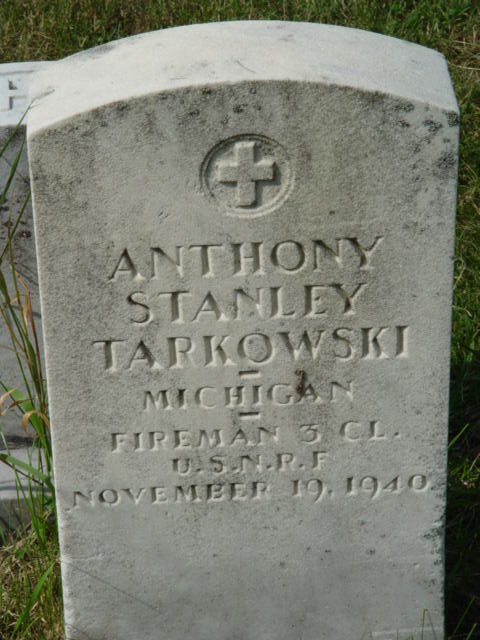 ANTHONY
STANLEY
TARKOWSKI
MICHIGAN
FIREMAN 3 CL.
U.S.N.R.F
NOVEMBER 19, 1940.